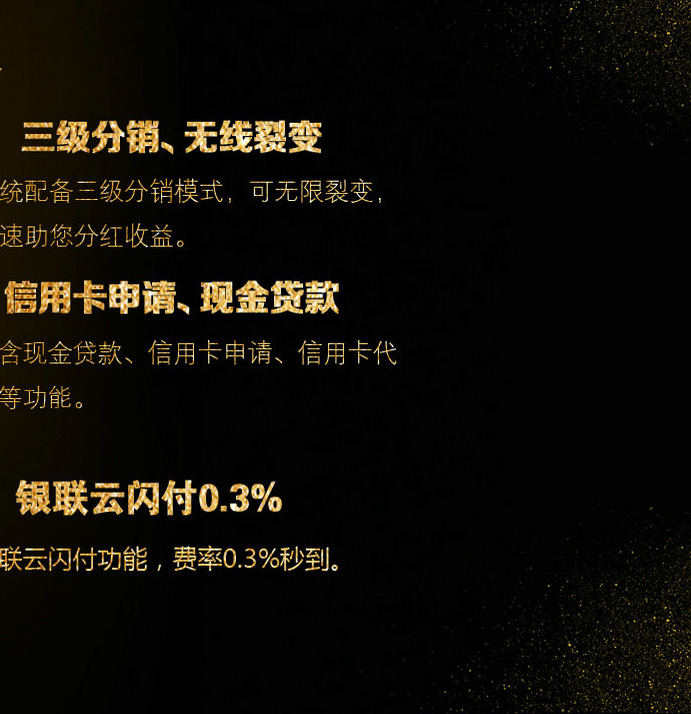 三级分销、无线裂变
统配备三级分销模式，可无限裂变，
速助您分红收益。
信用卡申请、现金贷款
含现金贷款、信用卡申请、信用卡代
等功能。
银联云闪付0.3%
联云闪付功能，费率0.3%秒到。